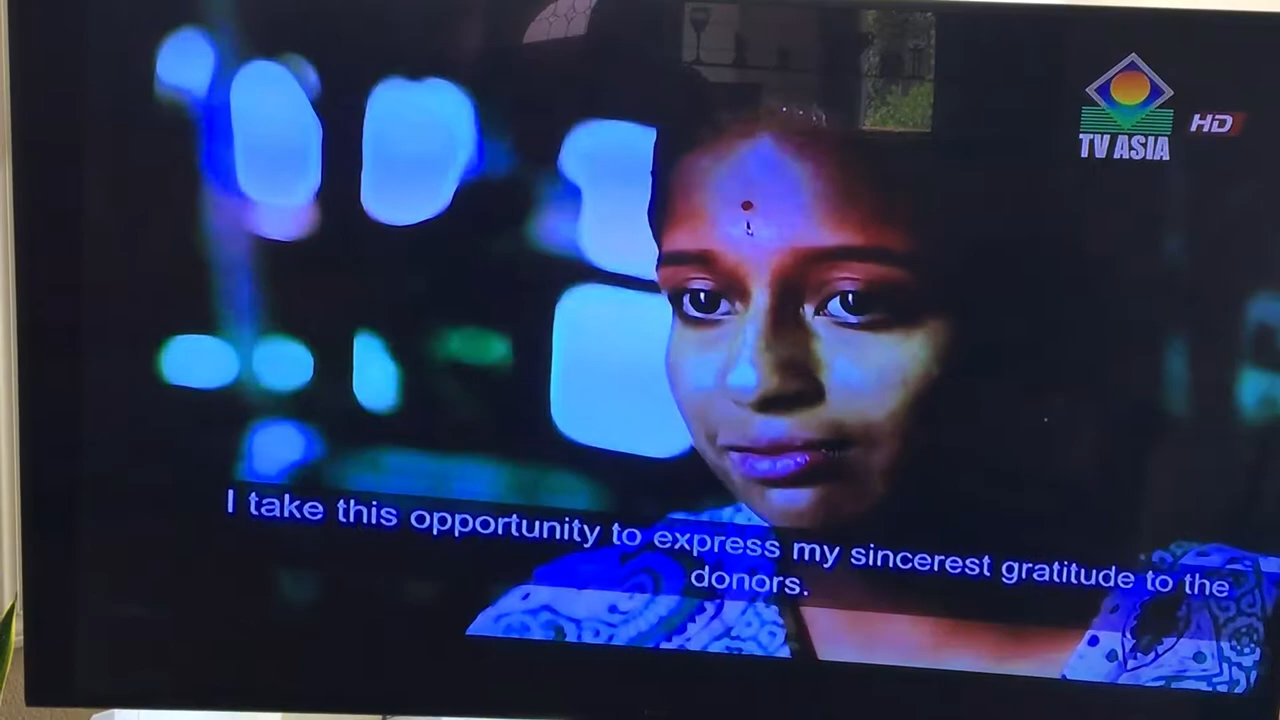 TV ASIA
HD
I take this opportunity to express my sincerest gratitude to the
donors.